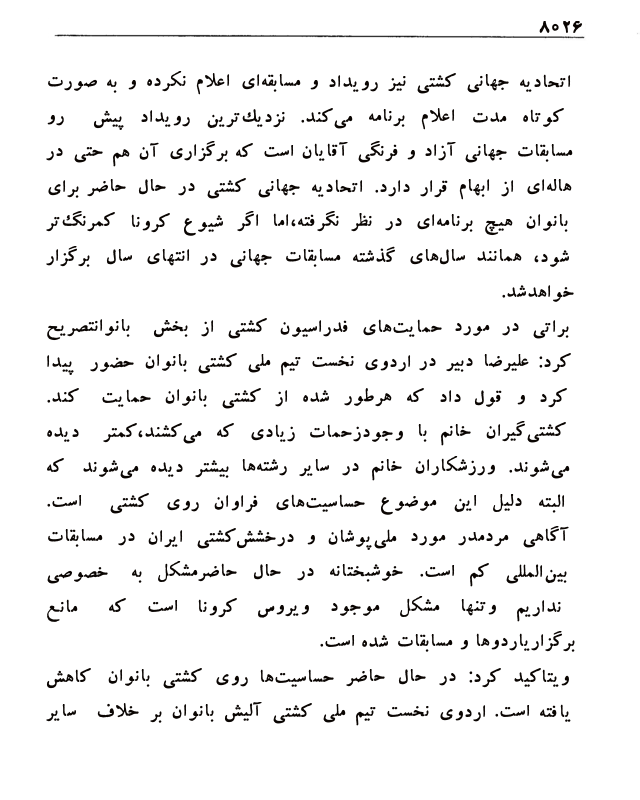 ۸۰۲۶
اتحادیه جهانی کشتی نیز رویداد و مسابقه‌ای اعلام نکرده و به صورت
کوتاه مدت اعلام برنامه می‌کند. نزدیك‌ترین رویداد پیش رو
مسابقات جهانی آزاد و فرنگی آقایان است که برگزاری آن هم حتی در
هاله‌ای از ابهام قرار دارد. اتحادیه جهانی کشتی در حال حاضر برای
بانوان هیچ برنامه‌ای در نظر نگرفته،اما اگر شیوع کرونا کمرنگ‌تر
شود، همانند سال‌های گذشته مسابقات جهانی در انتهای سال برگزار
خواهدشد.
براتی در مورد حمایت‌های فدراسیون کشتی از بخش بانوانتصریح
کرد: علیرضا دبیر در اردوی نخست تیم ملی کشتی بانوان حضور پیدا
کرد و قول داد که هرطور شده از کشتی بانوان حمایت کند.
کشتی‌گیران خانم با وجودزحمات زیادی که می‌کشند،کمتر دیده
می‌شوند. ورزشکاران خانم در سایر رشته‌ها بیشتر دیده می‌شوند که
البته دلیل این موضوع حساسیت‌های فراوان روی کشتی است.
آگاهی مردمدر مورد ملی‌پوشان و درخشش‌کشتی ایران در مسابقات
بین‌المللی کم است. خوشبختانه در حال حاضرمشکل به خصوصی
نداریم وتنها مشکل موجود ویروس کرونا است که مانع
برگزاریاردوها و مسابقات شده است.
ویتاکید کرد: در حال حاضر حساسیت‌ها روی کشتی بانوان کاهش
یافته است. اردوی نخست تیم ملی کشتی آلیش بانوان بر خلاف سایر